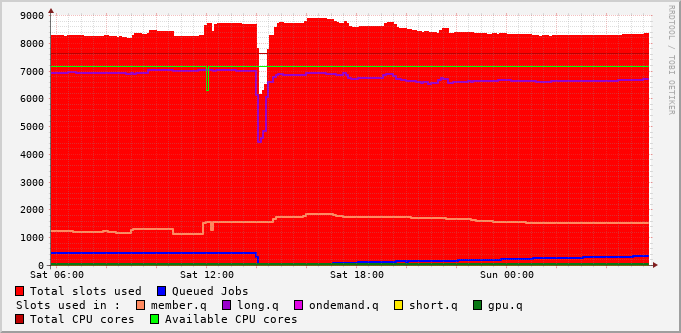 9000
8000
7000
6000
5000
4000
3000
2000
1000
0
Sat 06:00 Sat 12:00 Sat 18:00 Sun 00:00
RRDTOOL / TOBI OETIKER
Total slots used Queued Jobs
Slots used in : member.q long.q ondemand.q short.q gpu.q
Total CPU cores Available CPU cores